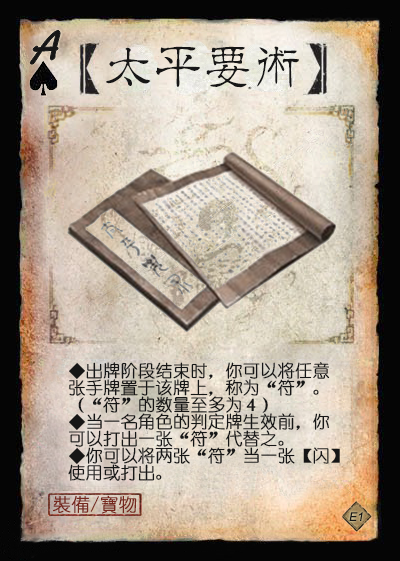 A
【太平要術】
◆出牌阶段结束时，你可以将任意
张手牌置于该牌上，称为“符”。
（“符”的数量至多为4）
◆当一名角色的判定牌生效前，你
可以打出一张“符”代替之。
◆你可以将两张“符”当一张【闪】
使用或打出。
裝備/寶物
E1